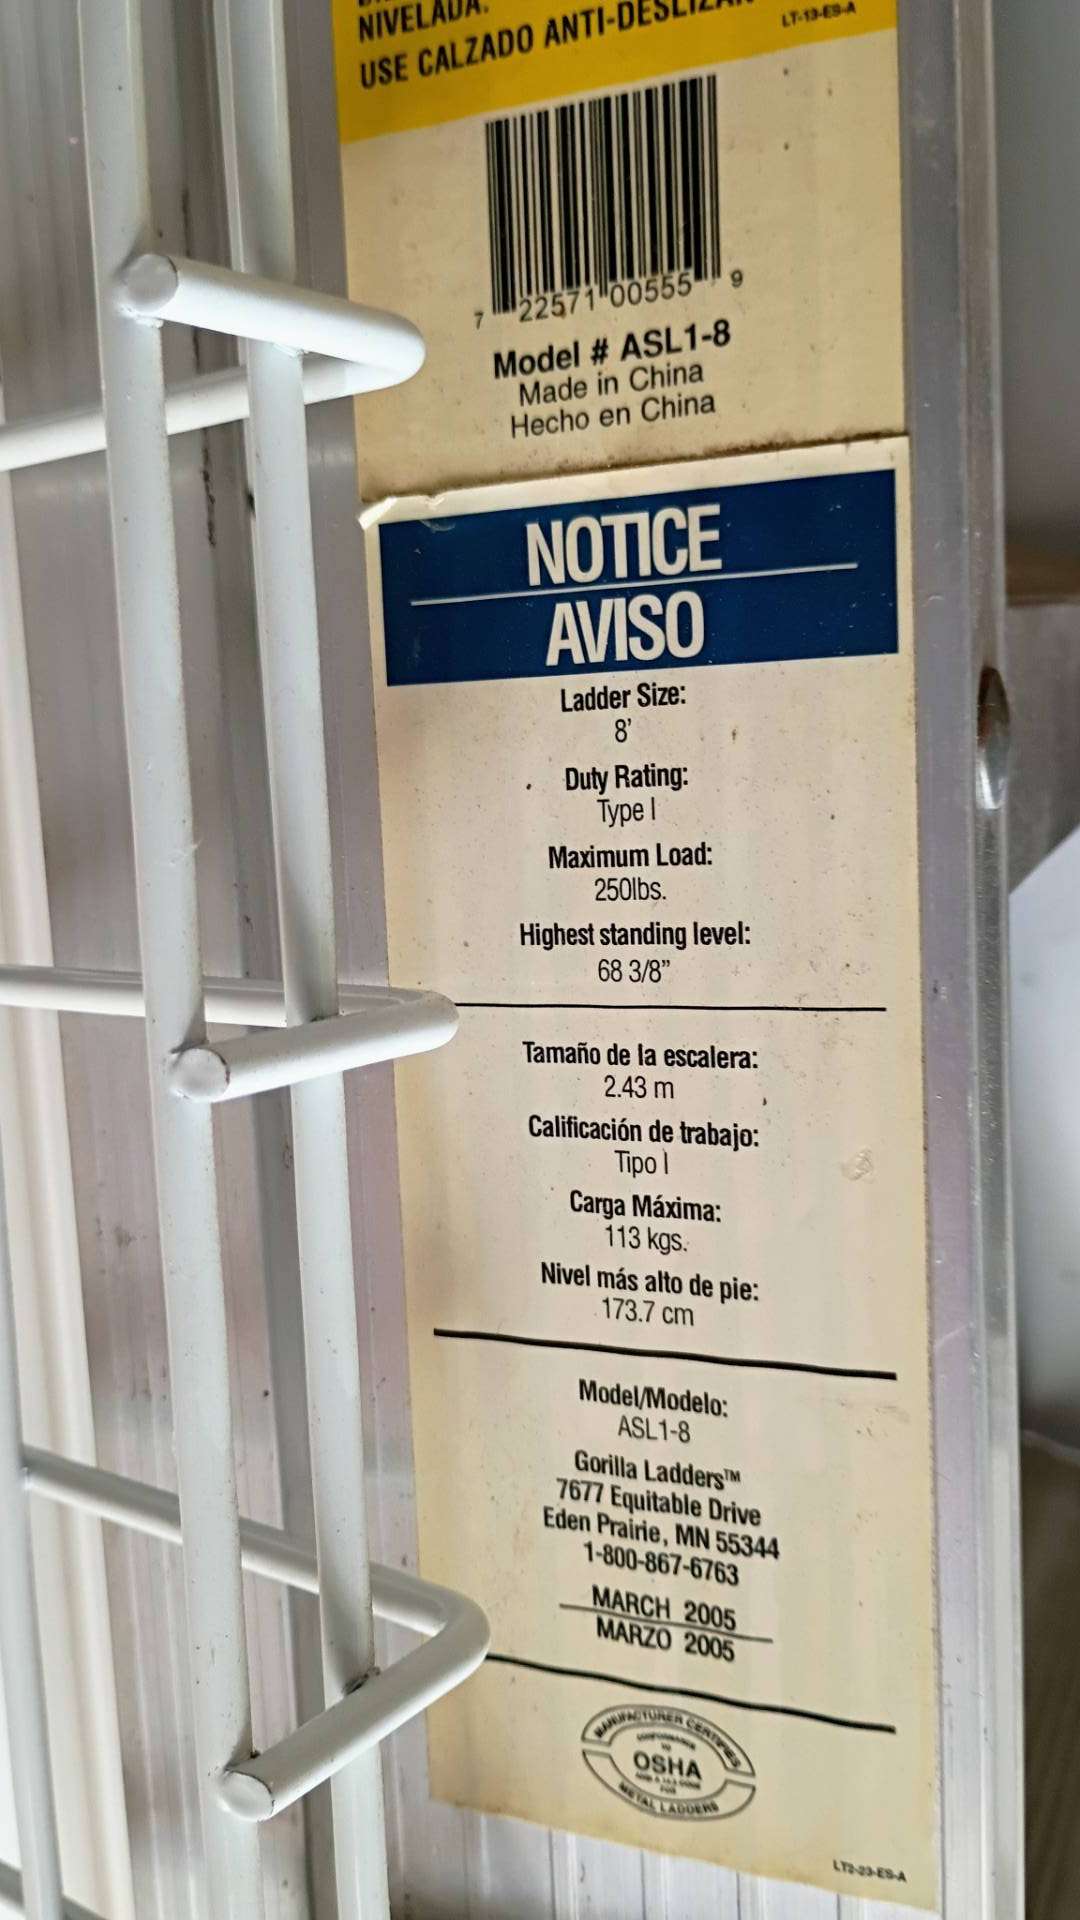 NIVELADA.
USE CALZADO ANTI-DESLIZAN
LT-13-ES-A
7 22571 00555 9
Model # ASL1-8
Made in China
Hecho en China
NOTICE
AVISO
Ladder Size:
8'
Duty Rating:
Type I
Maximum Load:
250lbs.
Highest standing level:
68 3/8”
Tamaño de la escalera:
2.43 m
Calificación de trabajo:
Tipo I
Carga Máxima:
113 kgs.
Nivel más alto de pie:
173.7 cm
Model/Modelo:
ASL1-8
Gorilla Ladders™
7677 Equitable Drive
Eden Prairie, MN 55344
1-800-867-6763
MARCH 2005
MARZO 2005
MANUFACTURER CERTIFIES
CONFORMANCE
TO
OSHA
FOR
METAL LADDERS
LT2-23-ES-A